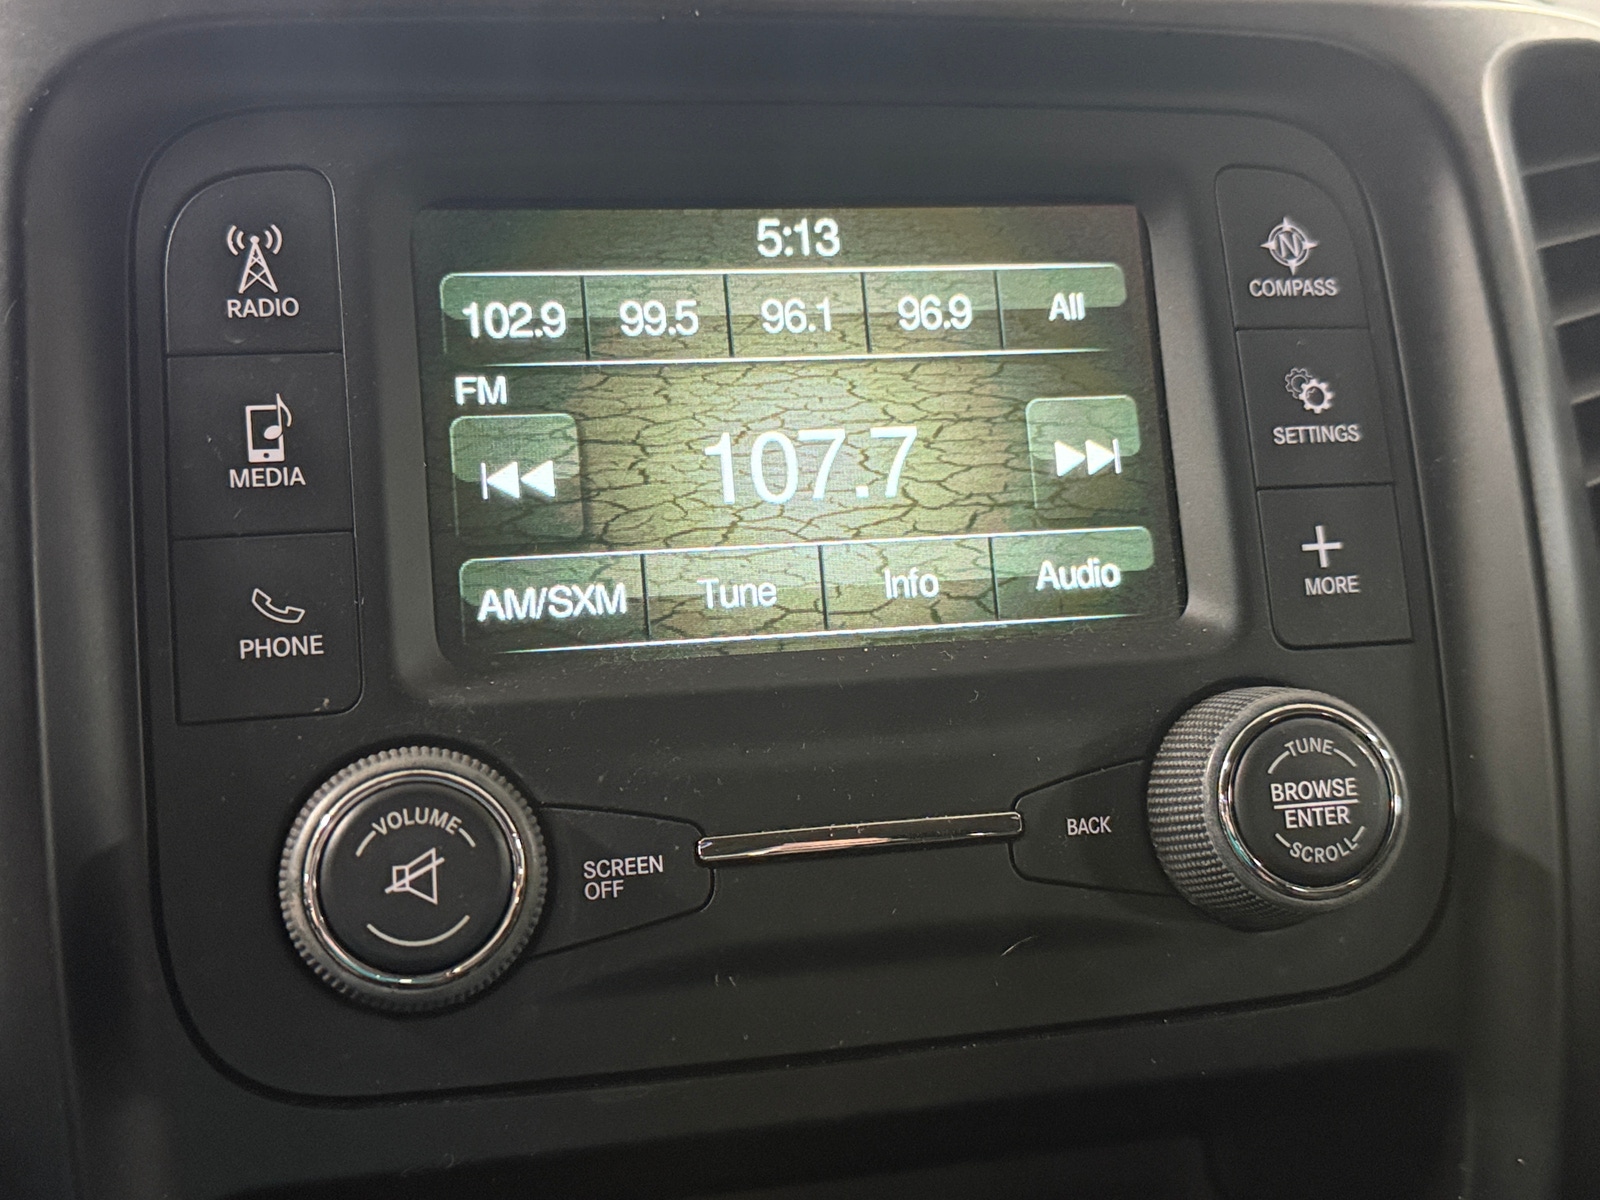 5:13
102.9 99.5 96.1 96.9 All
FM
107.7
AM/SXM Tune Info Audio
RADIO
MEDIA
PHONE
N
COMPASS
SETTINGS
MORE
VOLUME
SCREEN
OFF
BACK
TUNE
BROWSE
ENTER
SCROLL